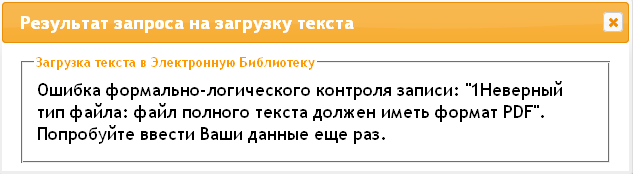 Результат запроса на загрузку текста
Загрузка текста в Электронную Библиотеку
Ошибка формально-логического контроля записи: "1Неверный
тип файла: файл полного текста должен иметь формат PDF".
Попробуйте ввести Ваши данные еще раз.